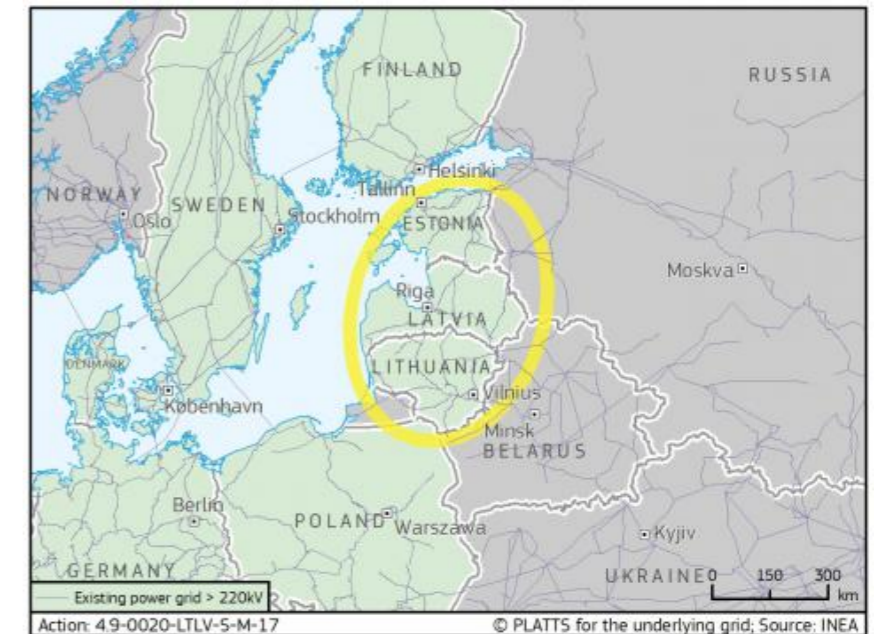 FINLAND
RUSSIA
Helsinki
Tallinn
NORWAY
Oslo
SWEDEN
Stockholm
ESTONIA
Moskva
Riga
LATVIA
DENMARK
LITHUANIA
Vilnius
København
Minsk
BELARUS
Berlin
POLAND
Warszawa
Kyjiv
GERMANY
UKRAINE
0 150 300
km
Existing power grid > 220kV
Action: 4.9-0020-LTLV-S-M-17
© PLATTS for the underlying grid; Source: INEA